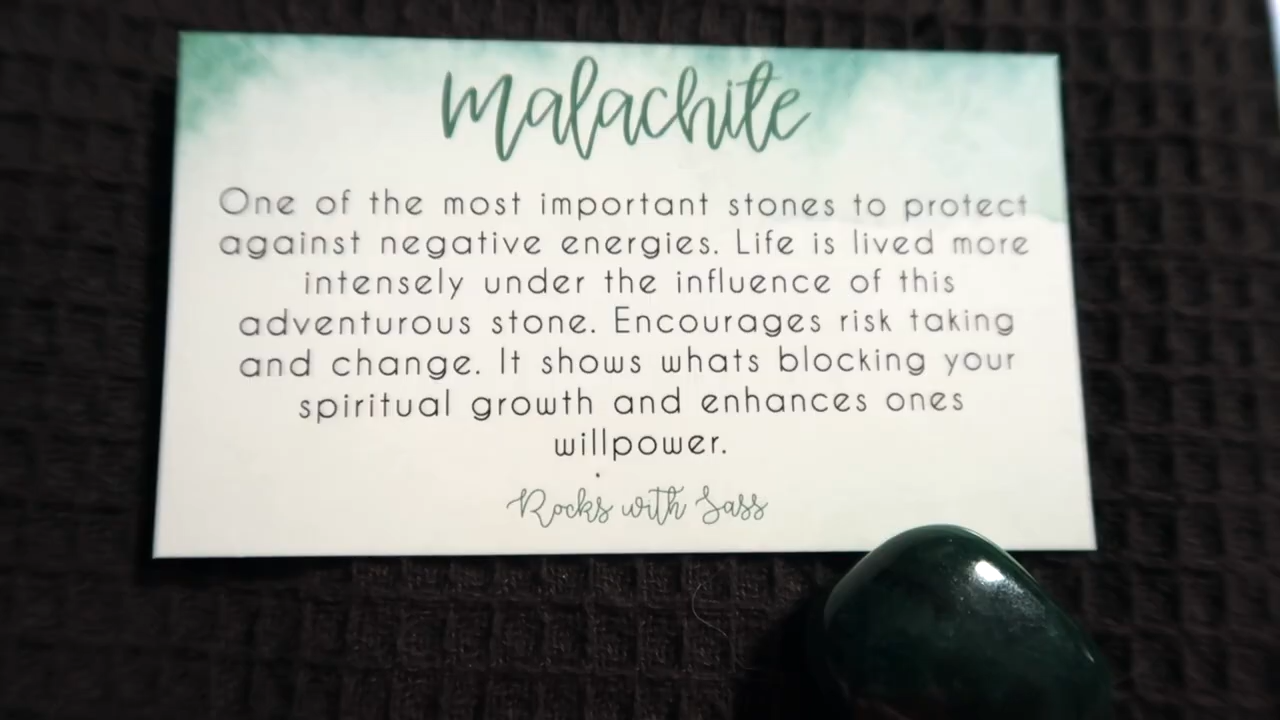 malachite
One of the most important stones to protect
against negative energies. Life is lived more
intensely under the influence of this
adventurous stone. Encourages risk taking
and change. It shows whats blocking your
spiritual growth and enhances ones
willpower.
Rocks with Sass